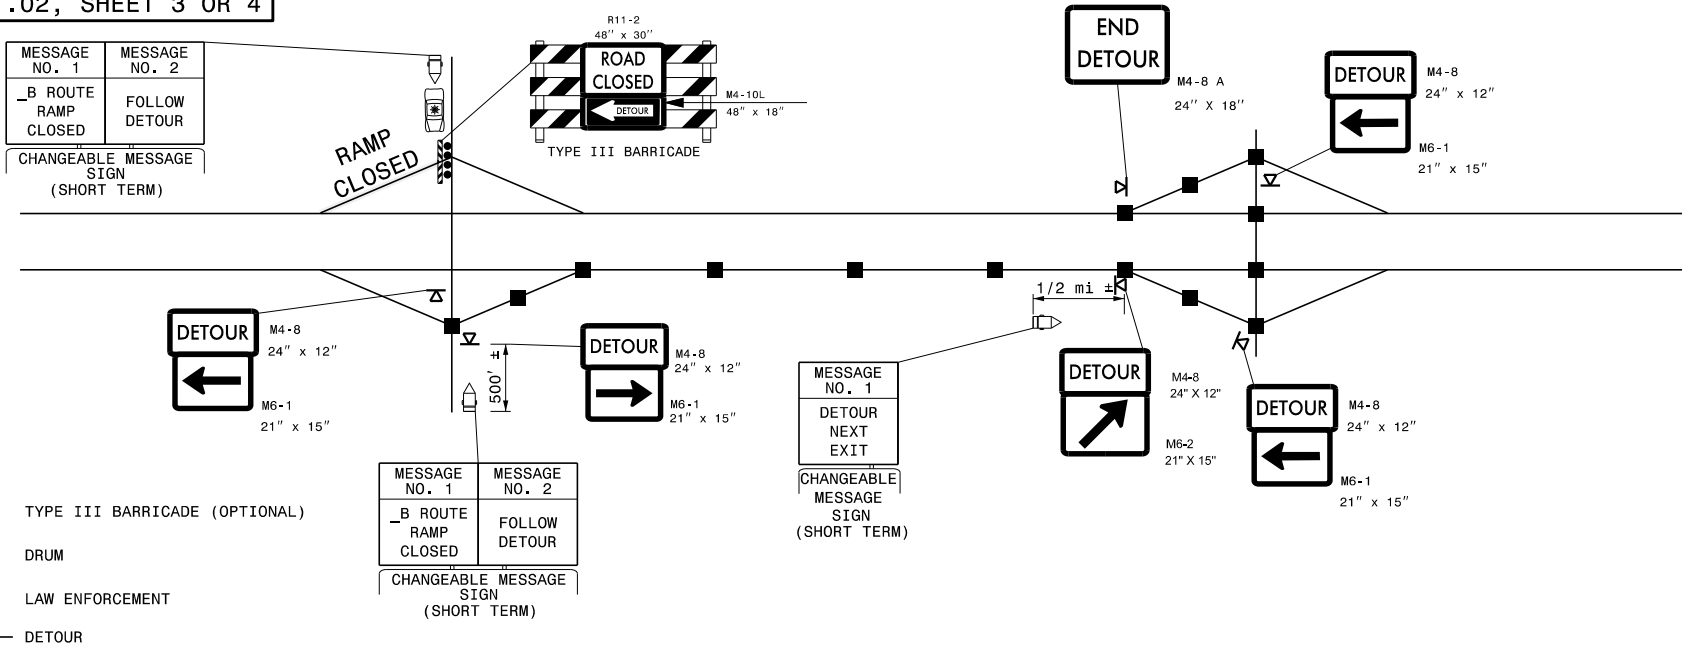 .02, SHEET 3 OR 4
MESSAGE NO. 1
MESSAGE NO. 2
_B ROUTE
RAMP
CLOSED
FOLLOW
DETOUR
CHANGEABLE MESSAGE
SIGN
(SHORT TERM)
RAMP
CLOSED
R11-2
48" x 30"
ROAD
CLOSED
DETOUR
M4-10L
48" x 18"
TYPE III BARRICADE
END
DETOUR
M4-8 A
24" X 18"
DETOUR
M4-8
24" x 12"
M6-1
21" x 15"
DETOUR
M4-8
24" x 12"
M6-1
21" x 15"
500' ±
DETOUR
M4-8
24" x 12"
M6-1
21" x 15"
1/2 mi ±
MESSAGE
NO. 1
DETOUR
NEXT
EXIT
CHANGEABLE
MESSAGE
SIGN
(SHORT TERM)
DETOUR
M4-8
24" X 12"
M6-2
21" X 15"
DETOUR
M4-8
24" x 12"
M6-1
21" x 15"
MESSAGE NO. 1
MESSAGE NO. 2
_B ROUTE
RAMP
CLOSED
FOLLOW
DETOUR
CHANGEABLE MESSAGE
SIGN
(SHORT TERM)
TYPE III BARRICADE (OPTIONAL)
DRUM
LAW ENFORCEMENT
DETOUR